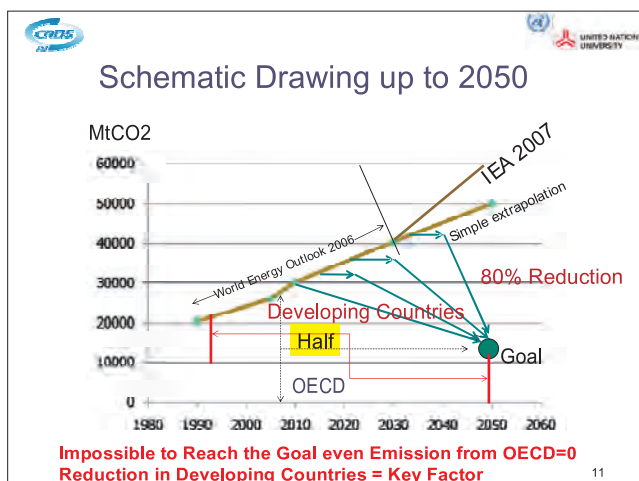 CRDS
UNITED NATIONS
UNIVERSITY
Schematic Drawing up to 2050
MtCO2
60000
50000
40000
30000
20000
10000
0
1980 1990 2000 2010 2020 2030 2040 2050 2060
IEA 2007
Simple extrapolation
World Energy Outlook 2006
80% Reduction
Developing Countries
Half
Goal
OECD
Impossible to Reach the Goal even Emission from OECD=0
Reduction in Developing Countries = Key Factor
11